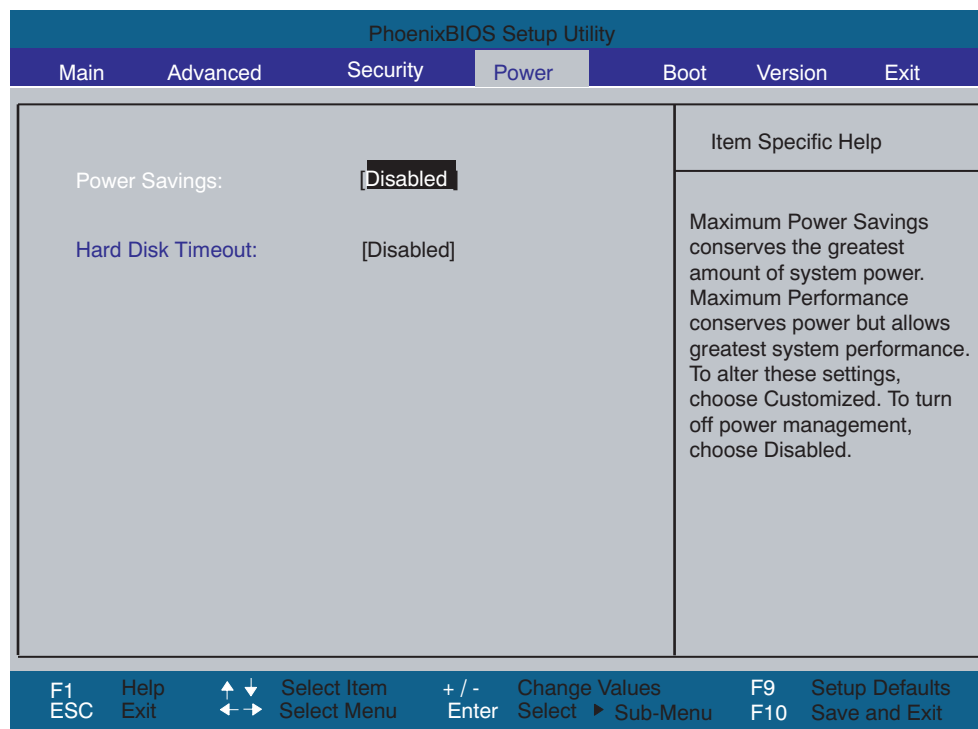 PhoenixBIOS Setup Utility
Main Advanced Security Power Boot Version Exit
Item Specific Help
Power Savings: [Disabled ]
Hard Disk Timeout: [Disabled]
Maximum Power Savings
conserves the greatest
amount of system power.
Maximum Performance
conserves power but allows
greatest system performance.
To alter these settings,
choose Customized. To turn
off power management,
choose Disabled.
F1 Help Select Item + / - Change Values F9 Setup Defaults
ESC Exit Select Menu Enter Select Sub-Menu F10 Save and Exit